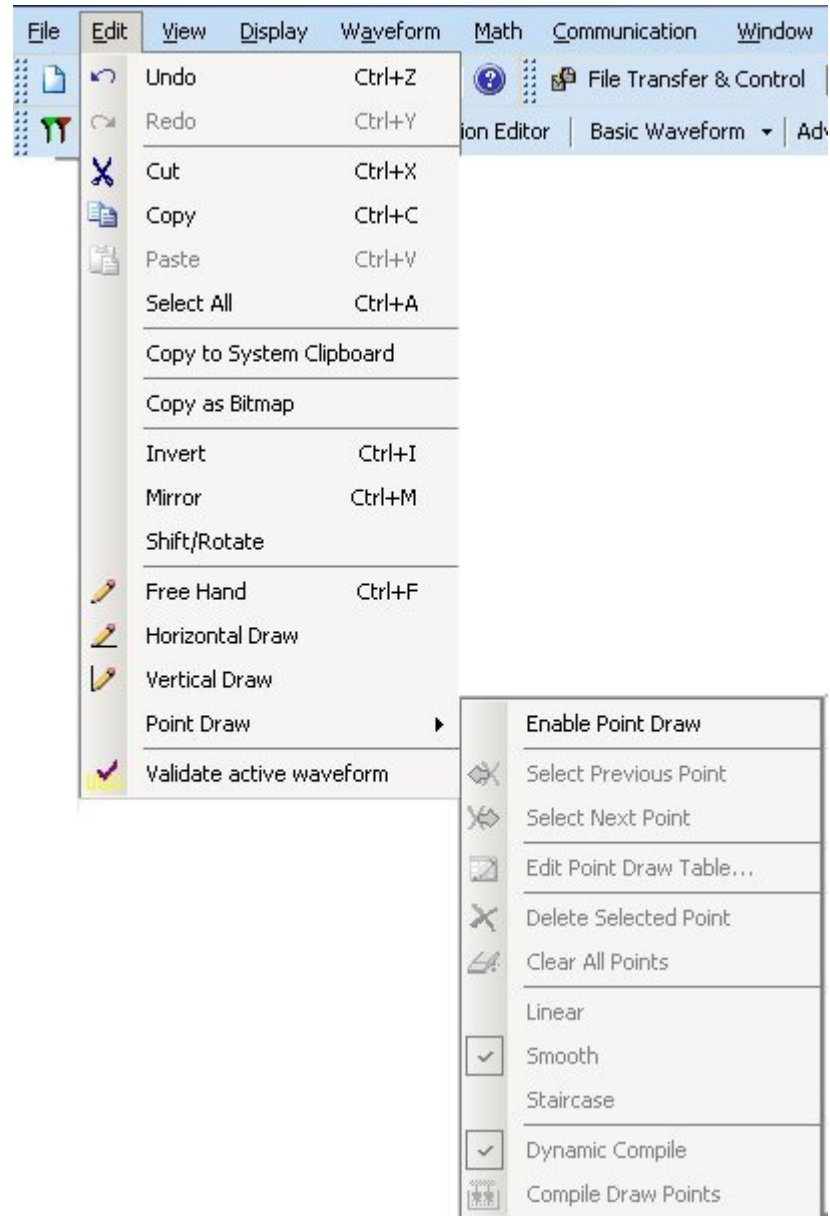 File Edit View Display Waveform Math Communication Window
Undo Ctrl+Z File Transfer & Control
Redo Ctrl+Y ion Editor Basic Waveform Adv
Cut Ctrl+X
Copy Ctrl+C
Paste Ctrl+V
Select All Ctrl+A
Copy to System Clipboard
Copy as Bitmap
Invert Ctrl+I
Mirror Ctrl+M
Shift/Rotate
Free Hand Ctrl+F
Horizontal Draw
Vertical Draw
Point Draw
Validate active waveform
Enable Point Draw
Select Previous Point
Select Next Point
Edit Point Draw Table...
Delete Selected Point
Clear All Points
Linear
Smooth
Staircase
Dynamic Compile
Compile Draw Points